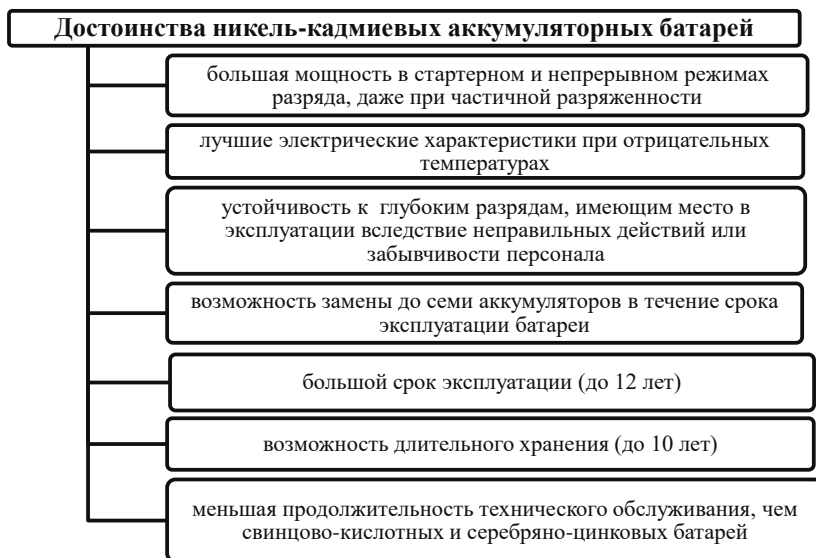 Достоинства никель-кадмиевых аккумуляторных батарей
большая мощность в стартерном и непрерывном режимах
разряда, даже при частичной разряженности
лучшие электрические характеристики при отрицательных
температурах
устойчивость к глубоким разрядам, имеющим место в
эксплуатации вследствие неправильных действий или
забывчивости персонала
возможность замены до семи аккумуляторов в течение срока
эксплуатации батареи
большой срок эксплуатации (до 12 лет)
возможность длительного хранения (до 10 лет)
меньшая продолжительность технического обслуживания, чем
свинцово-кислотных и серебряно-цинковых батарей